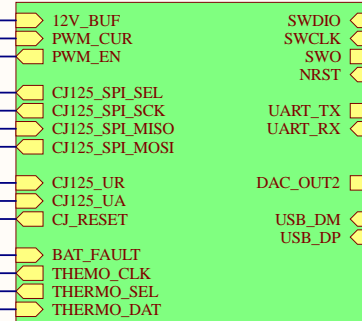 12V_BUF
PWM_CUR
PWM_EN
CJ125_SPI_SEL
CJ125_SPI_SCK
CJ125_SPI_MISO
CJ125_SPI_MOSI
CJ125_UR
CJ125_UA
CJ_RESET
BAT_FAULT
THEMO_CLK
THERMO_SEL
THERMO_DAT
SWDIO
SWCLK
SWO
NRST
UART_TX
UART_RX
DAC_OUT2
USB_DM
USB_DP